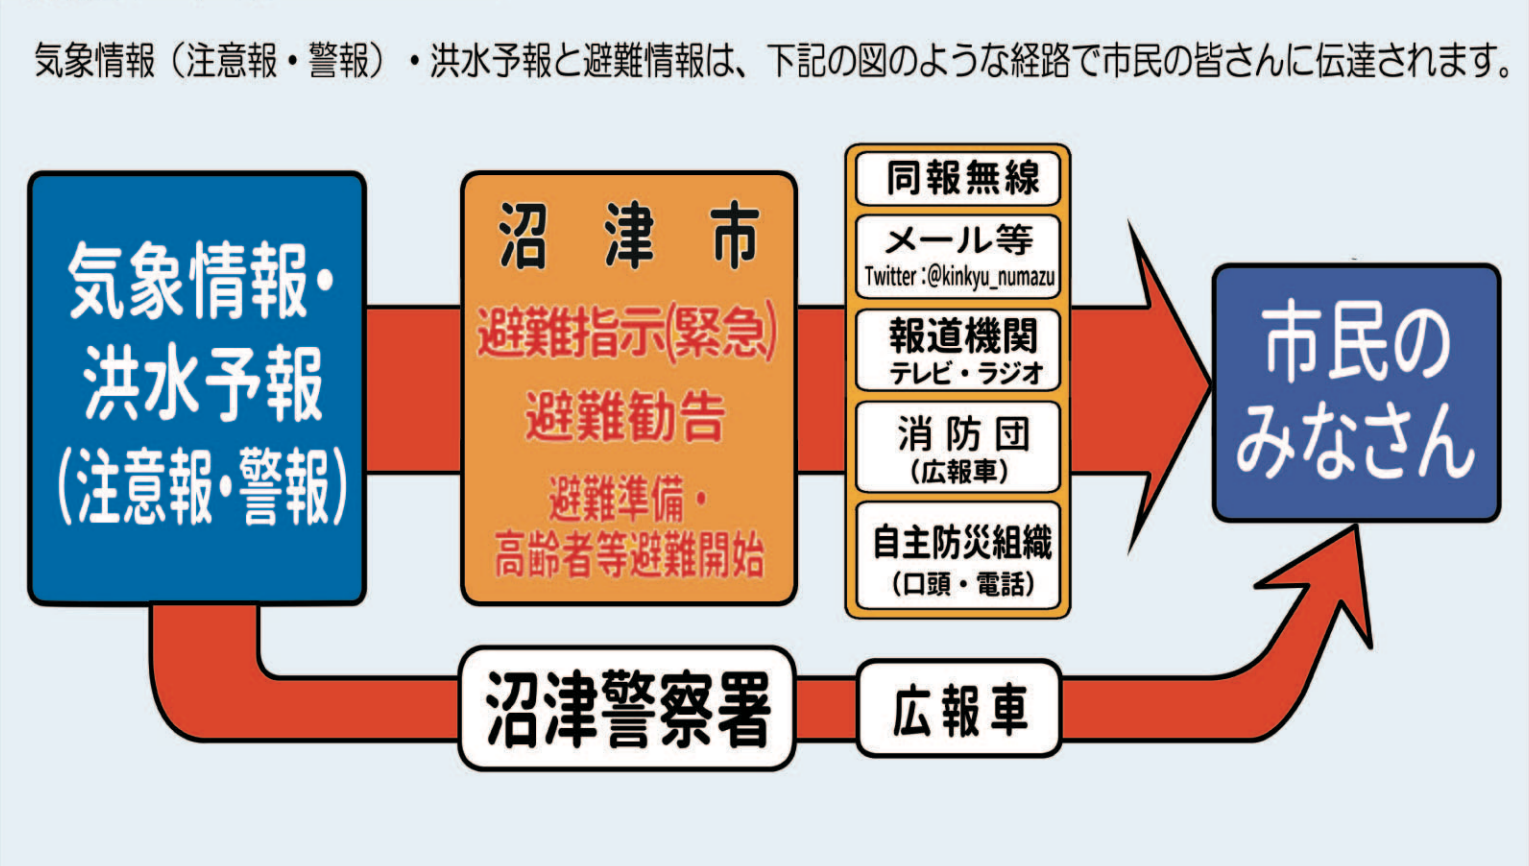 気象情報（注意報・警報）・洪水予報と避難情報は、下記の図のような経路で市民の皆さんに伝達されます。
気象情報・
洪水予報
(注意報・警報)
沼津市
避難指示(緊急)
避難勧告
避難準備・
高齢者等避難開始
同報無線
メール等
Twitter：@kinkyu_numazu
報道機関
テレビ・ラジオ
消防団
（広報車）
自主防災組織
（口頭・電話）
市民の
みなさん
沼津警察署
広報車